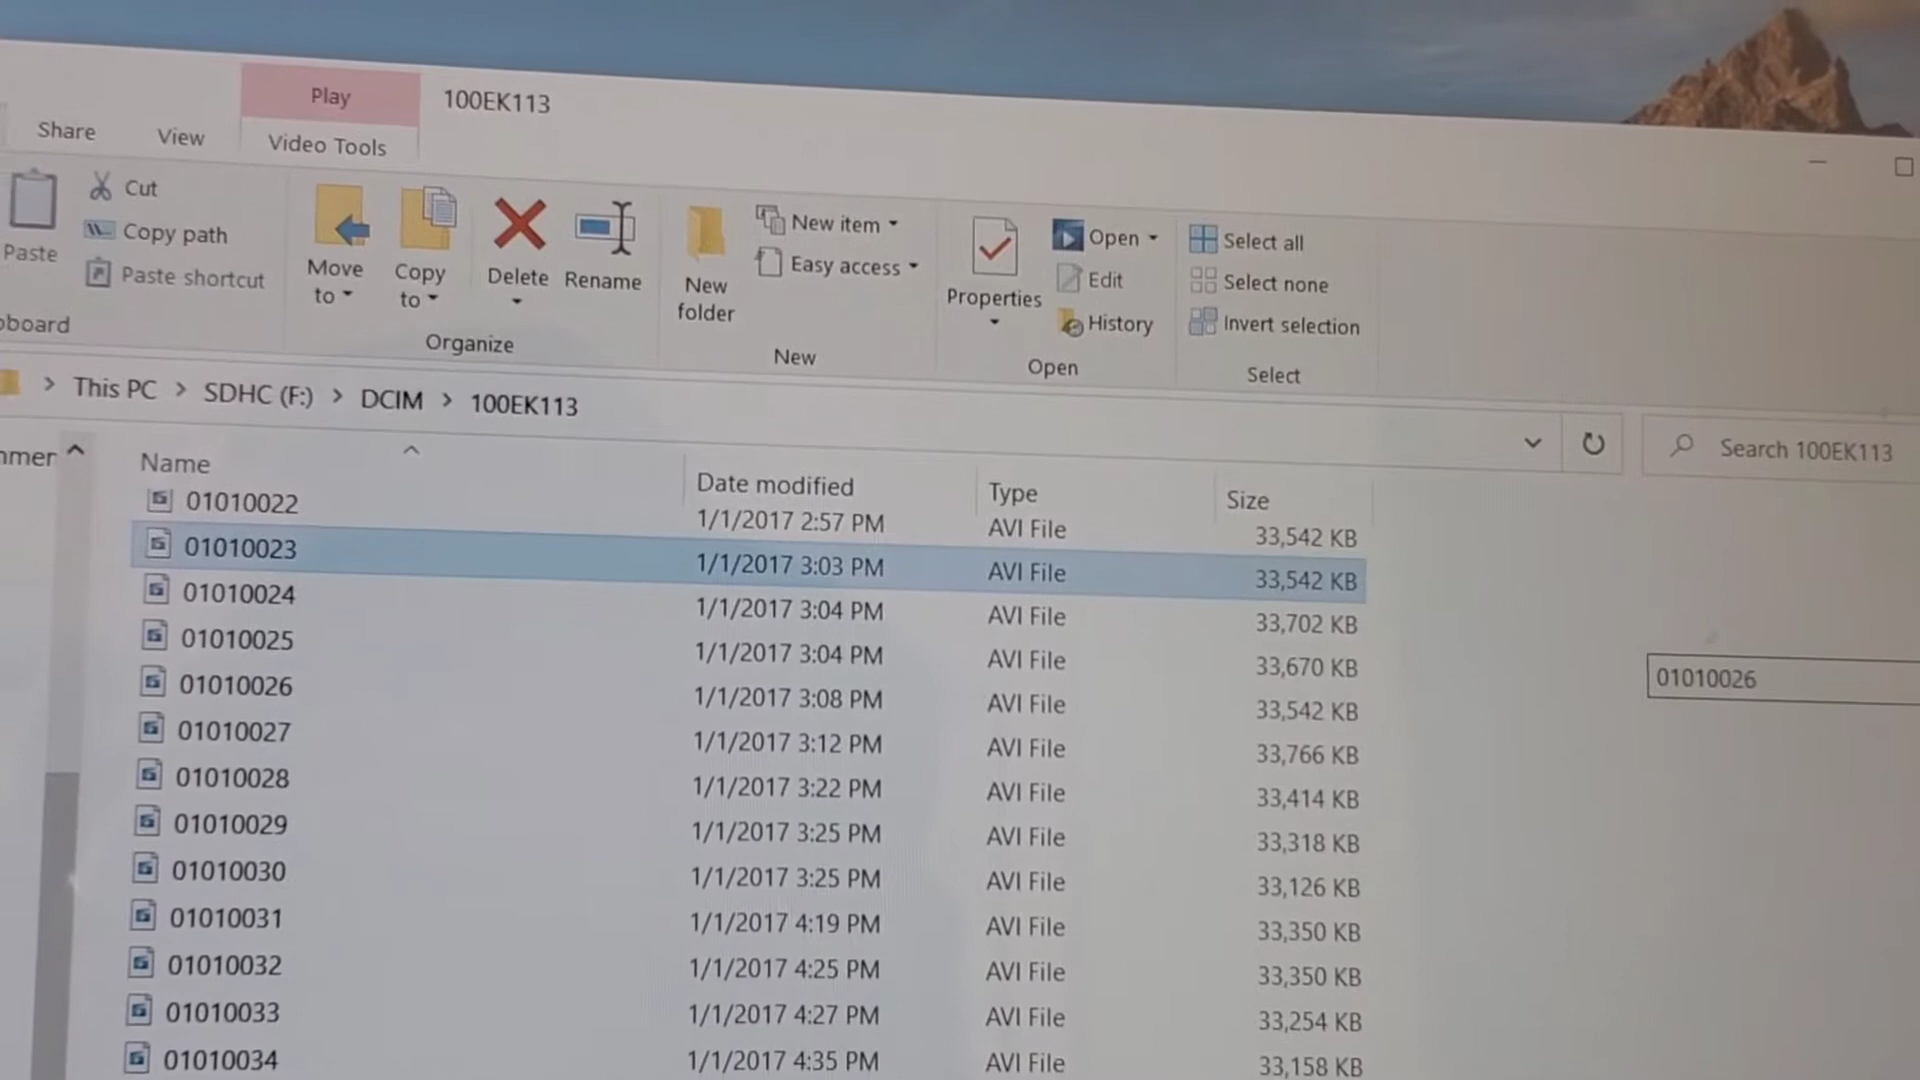 Play
100EK113
Share
View
Video Tools
Paste
Cut
Copy path
Paste shortcut
Move to
Copy to
Delete
Rename
Organize
New folder
New item
Easy access
New
Properties
Open
Edit
History
Open
Select all
Select none
Invert selection
Select
This PC > SDHC (F:) > DCIM > 100EK113
Search 100EK113
Name Date modified Type Size
01010022 1/1/2017 2:57 PM AVI File 33,542 KB
01010023 1/1/2017 3:03 PM AVI File 33,542 KB
01010024 1/1/2017 3:04 PM AVI File 33,702 KB
01010025 1/1/2017 3:04 PM AVI File 33,670 KB
01010026 1/1/2017 3:08 PM AVI File 33,542 KB
01010026
01010027 1/1/2017 3:12 PM AVI File 33,766 KB
01010028 1/1/2017 3:22 PM AVI File 33,414 KB
01010029 1/1/2017 3:25 PM AVI File 33,318 KB
01010030 1/1/2017 3:25 PM AVI File 33,126 KB
01010031 1/1/2017 4:19 PM AVI File 33,350 KB
01010032 1/1/2017 4:25 PM AVI File 33,350 KB
01010033 1/1/2017 4:27 PM AVI File 33,254 KB
01010034 1/1/2017 4:35 PM AVI File 33,158 KB